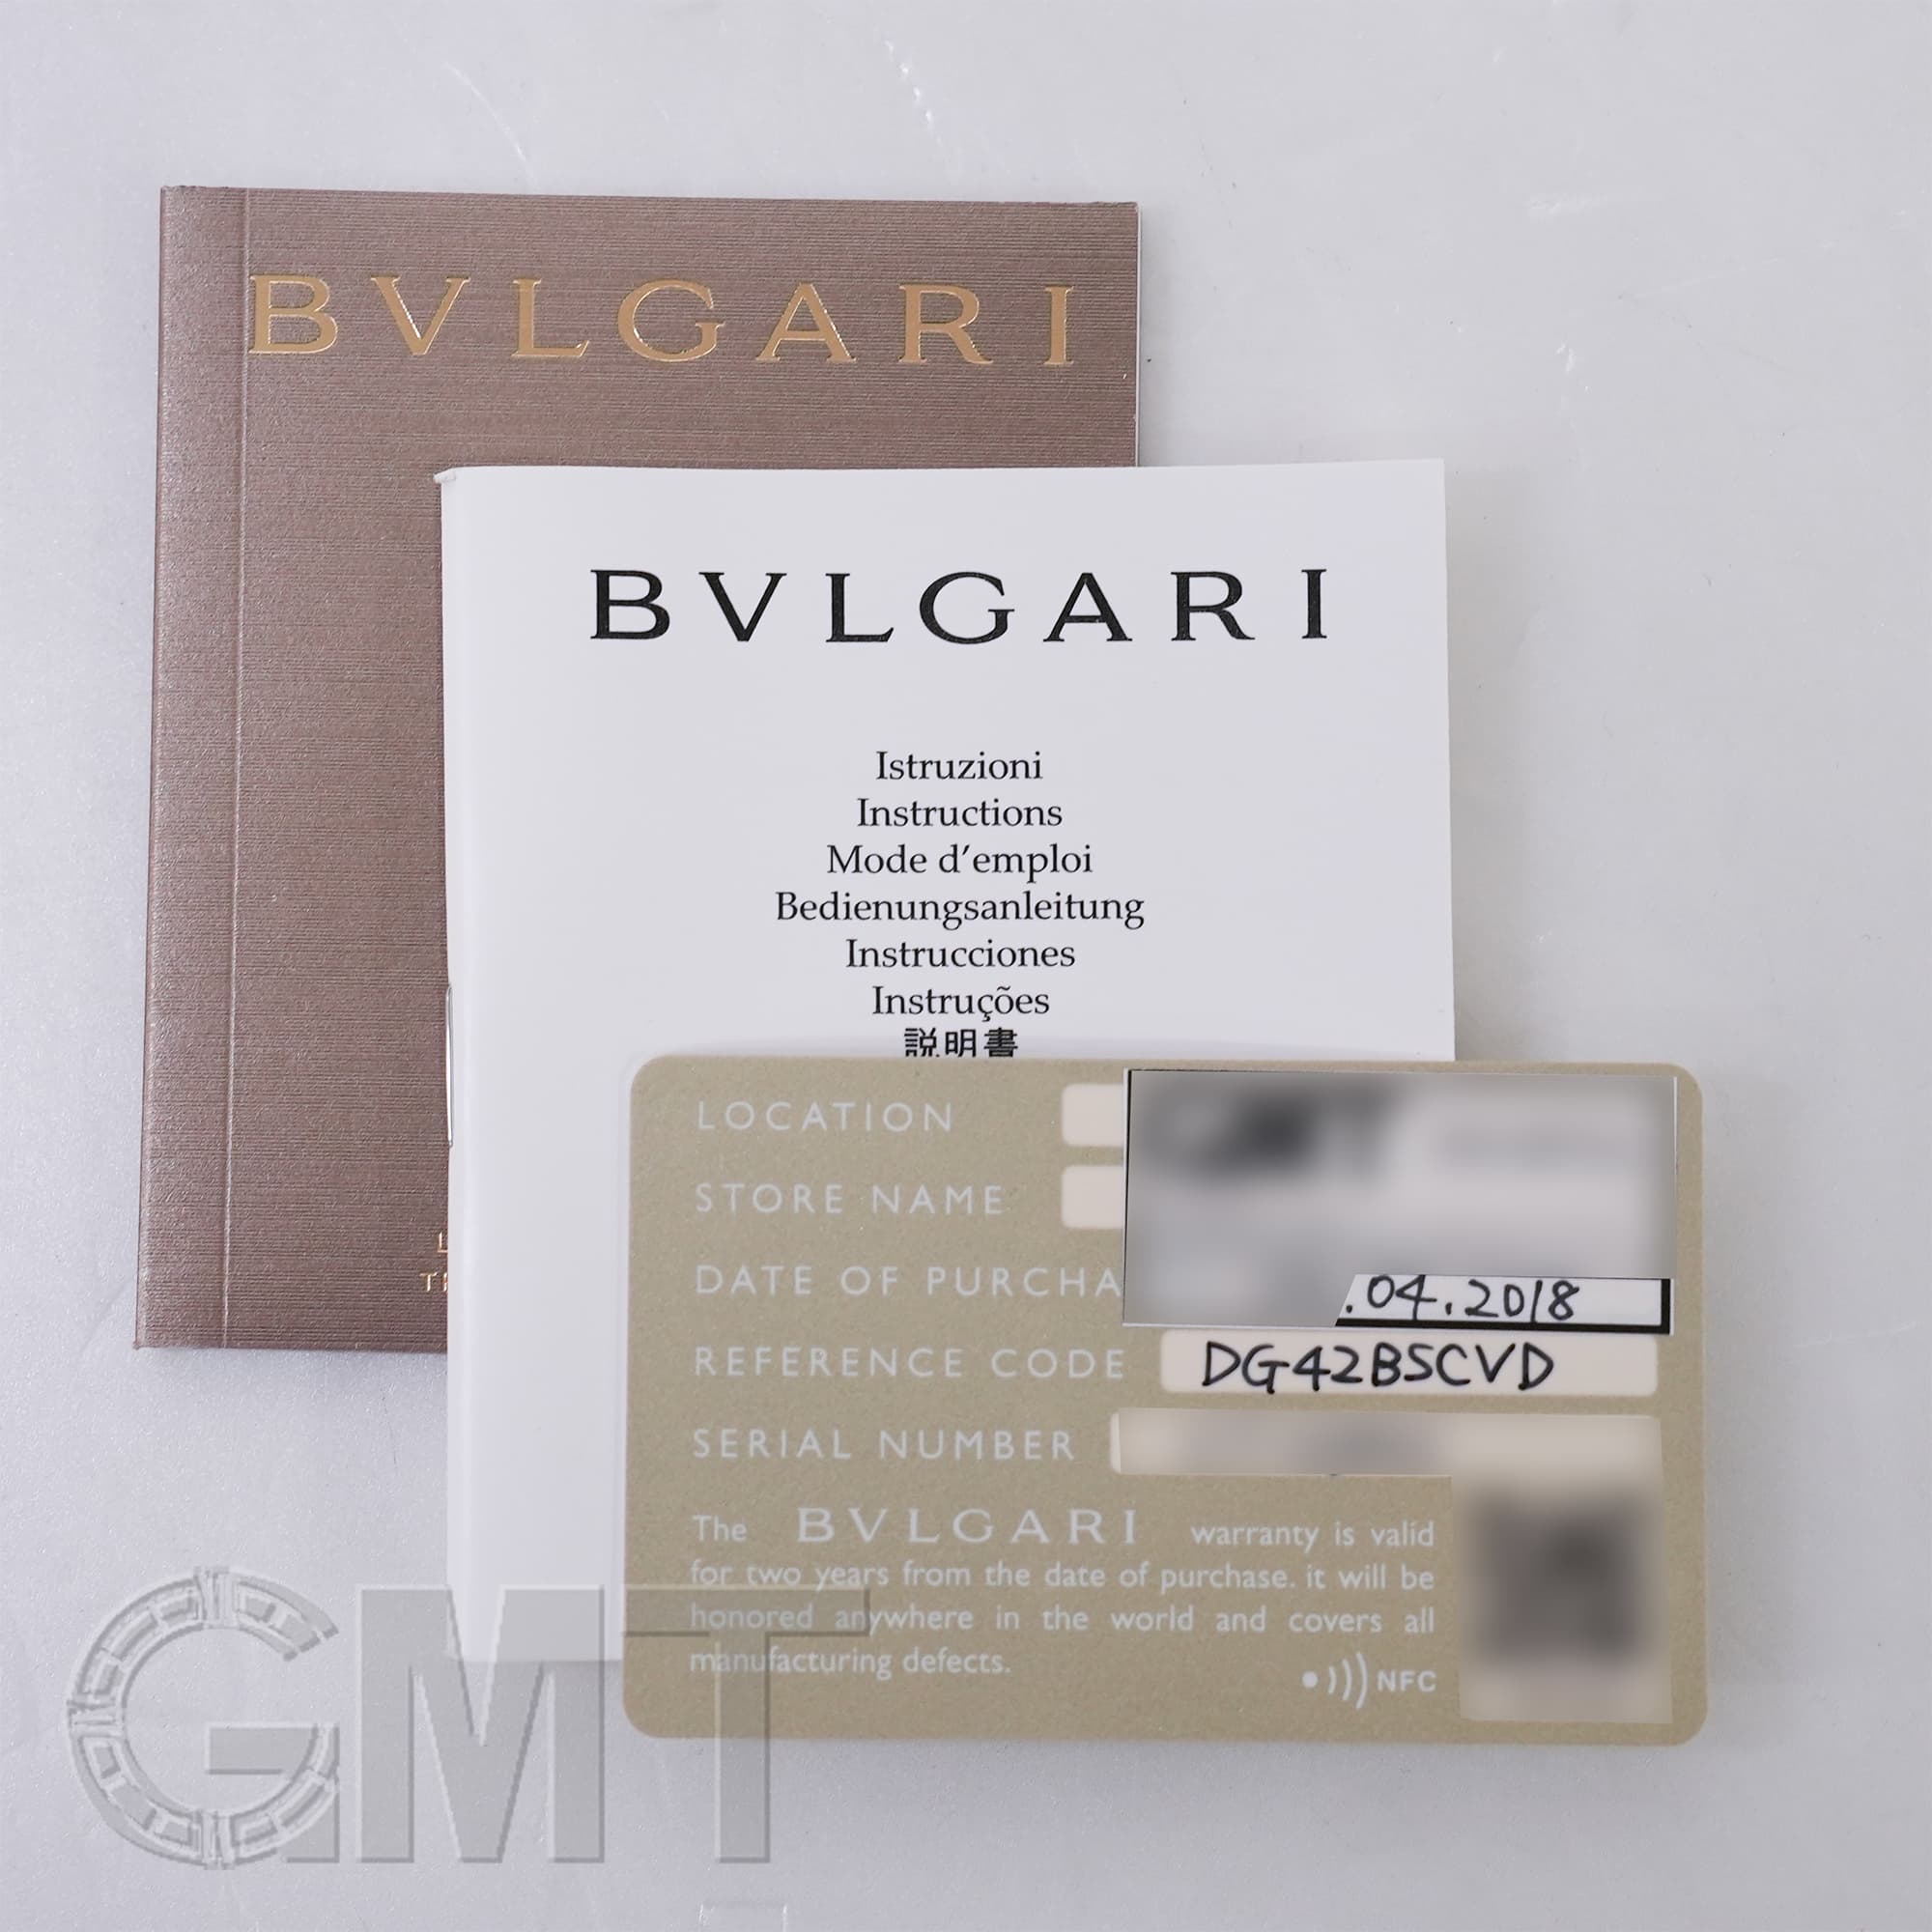 BVLGARI
BVLGARI
Istruzioni
Instructions
Mode d'emploi
Bedienungsanleitung
Instrucciones
Instruções
説明書
LOCATION
STORE NAME
DATE OF PURCHA .04.2018
REFERENCE CODE DG42BSCVD
SERIAL NUMBER
The BVLGARI warranty is valid
for two years from the date of purchase. it will be
honored anywhere in the world and covers all
manufacturing defects.
NFC
GMT